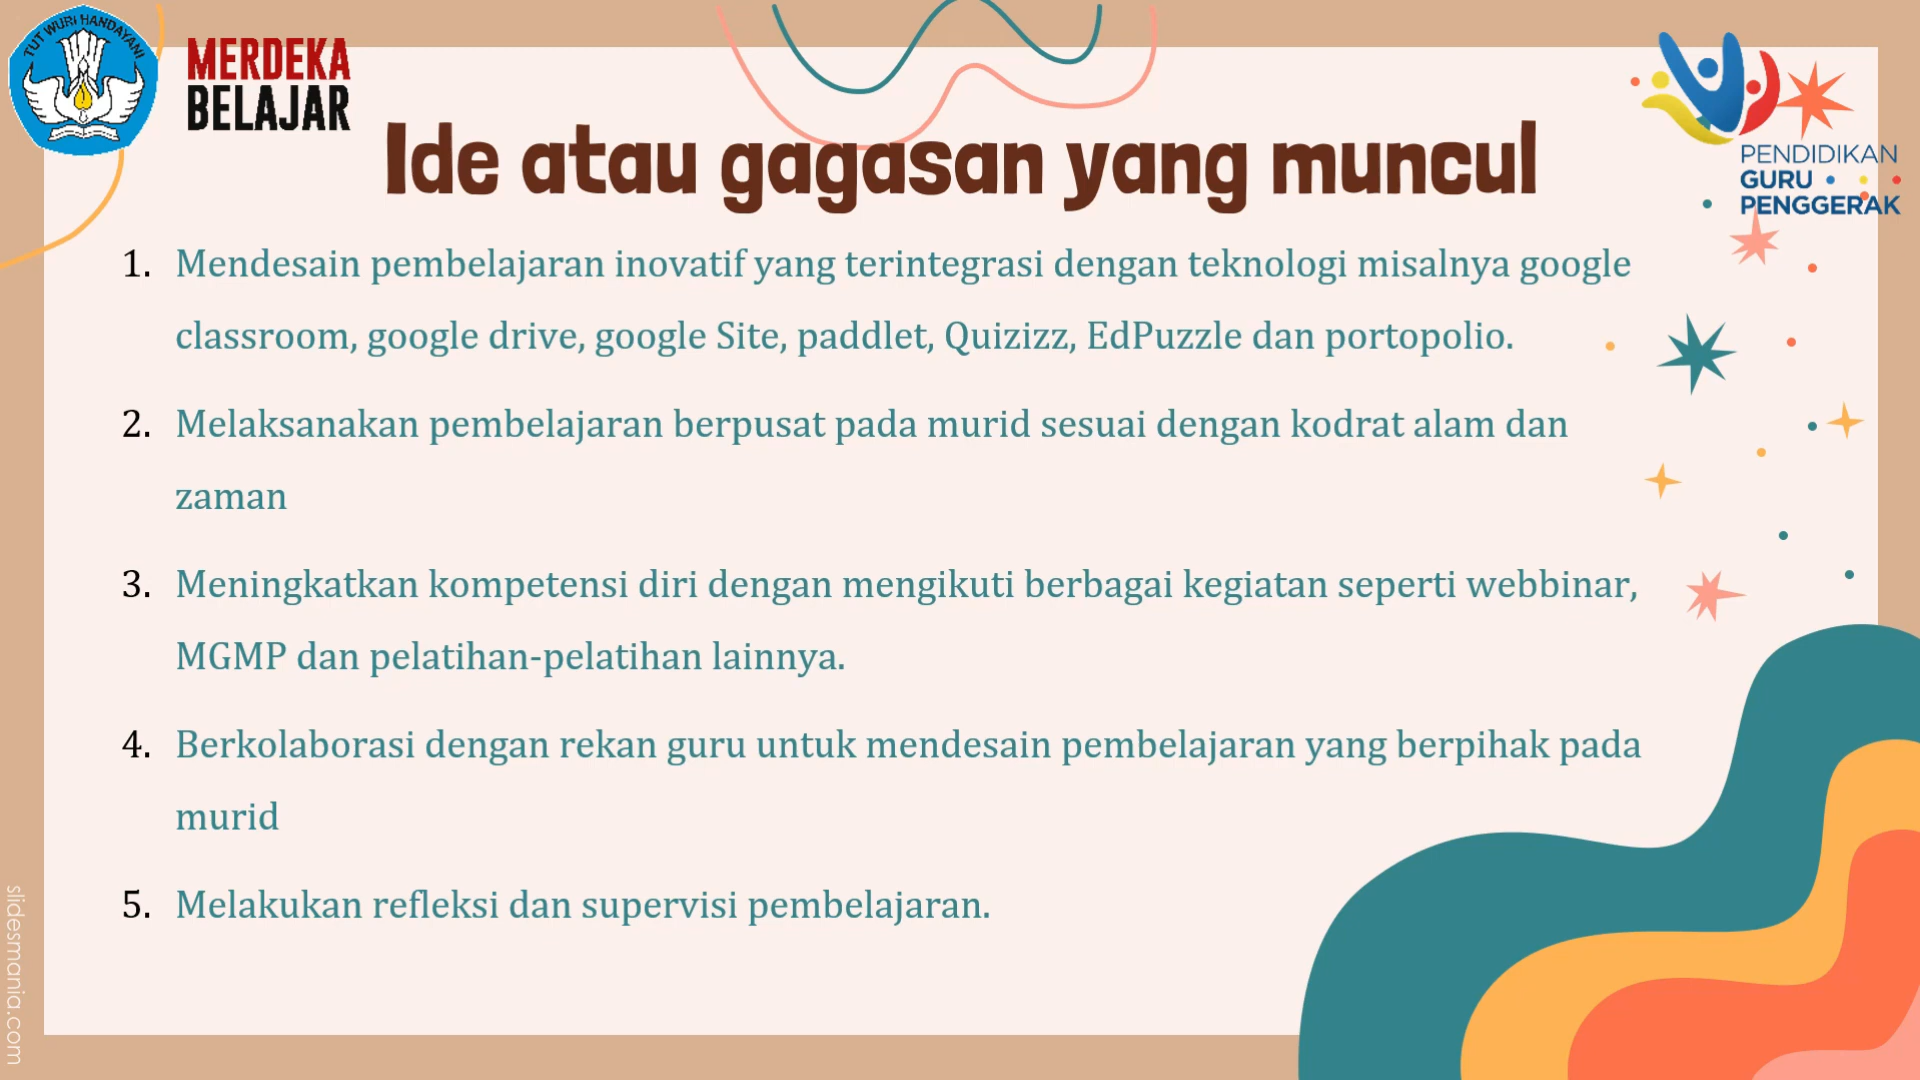 TUT WURI HANDAYANI
MERDEKA
BELAJAR
Ide atau gagasan yang muncul
PENDIDIKAN
GURU
PENGGERAK
1. Mendesain pembelajaran inovatif yang terintegrasi dengan teknologi misalnya google
classroom, google drive, google Site, paddlet, Quizizz, EdPuzzle dan portopolio.
2. Melaksanakan pembelajaran berpusat pada murid sesuai dengan kodrat alam dan
zaman
3. Meningkatkan kompetensi diri dengan mengikuti berbagai kegiatan seperti webbinar,
MGMP dan pelatihan-pelatihan lainnya.
4. Berkolaborasi dengan rekan guru untuk mendesain pembelajaran yang berpihak pada
murid
5. Melakukan refleksi dan supervisi pembelajaran.
slidesmania.com